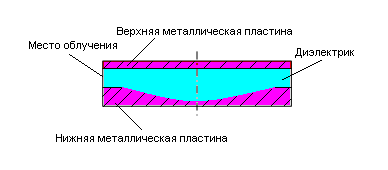 Верхняя металлическая пластина
Место облучения
Диэлектрик
Нижняя металлическая пластина